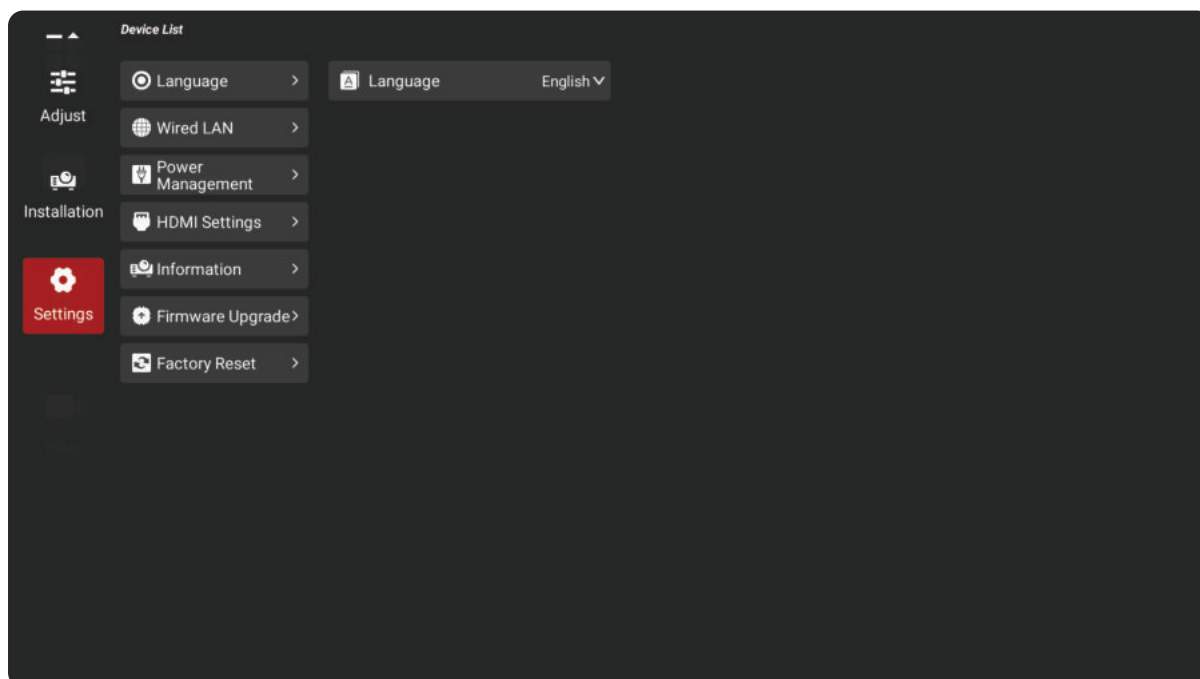 Device List
Adjust
Installation
Settings
Language
Wired LAN
Power
Management
HDMI Settings
Information
Firmware Upgrade
Factory Reset
A Language English